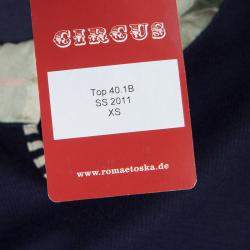 CIRCUS
Top 40.1B
SS 2011
XS
www.romaetoska.de